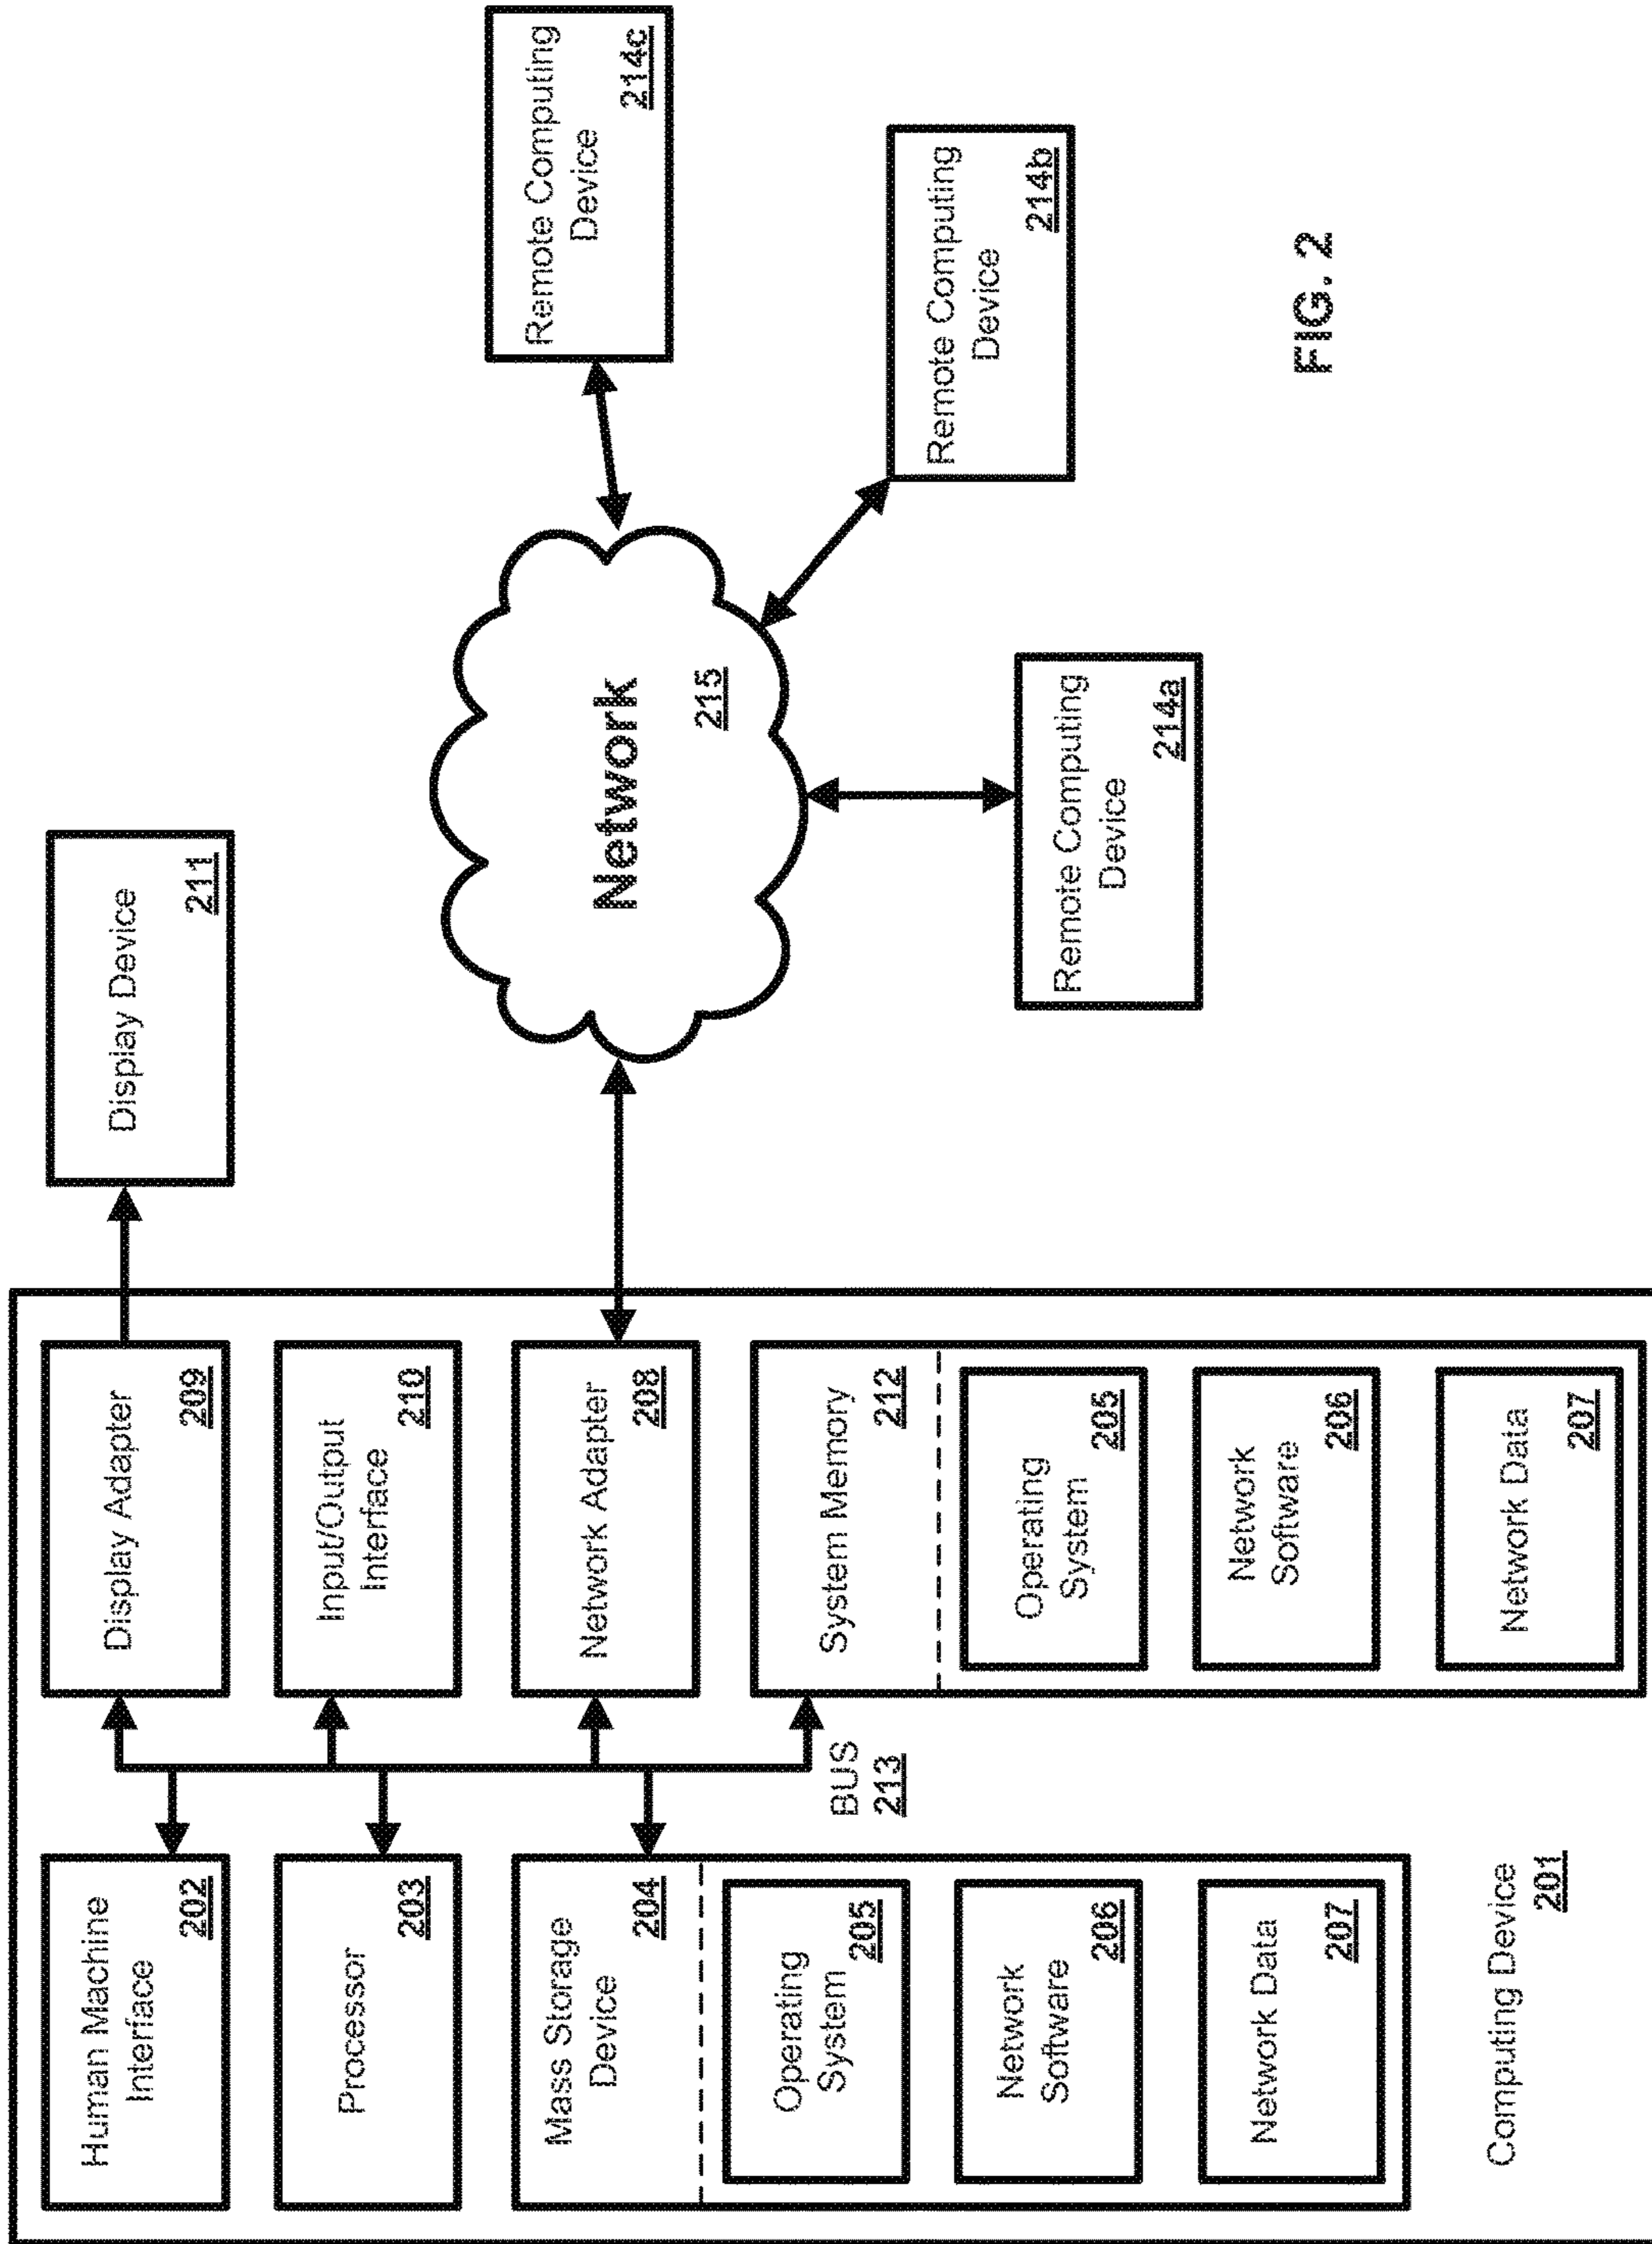 Human Machine
Interface
202
Processor
203
Mass Storage
Device
204
Operating
System
205
Network
Software
206
Network Data
207
Computing Device
201
BUS
213
Display Adapter
209
Input/Output
Interface
210
Network Adapter
208
System Memory
212
Operating
System
205
Network
Software
206
Network Data
207
Display Device
211
Network
215
Remote Computing
Device
214a
Remote Computing
Device
214b
Remote Computing
Device
214c
FIG. 2